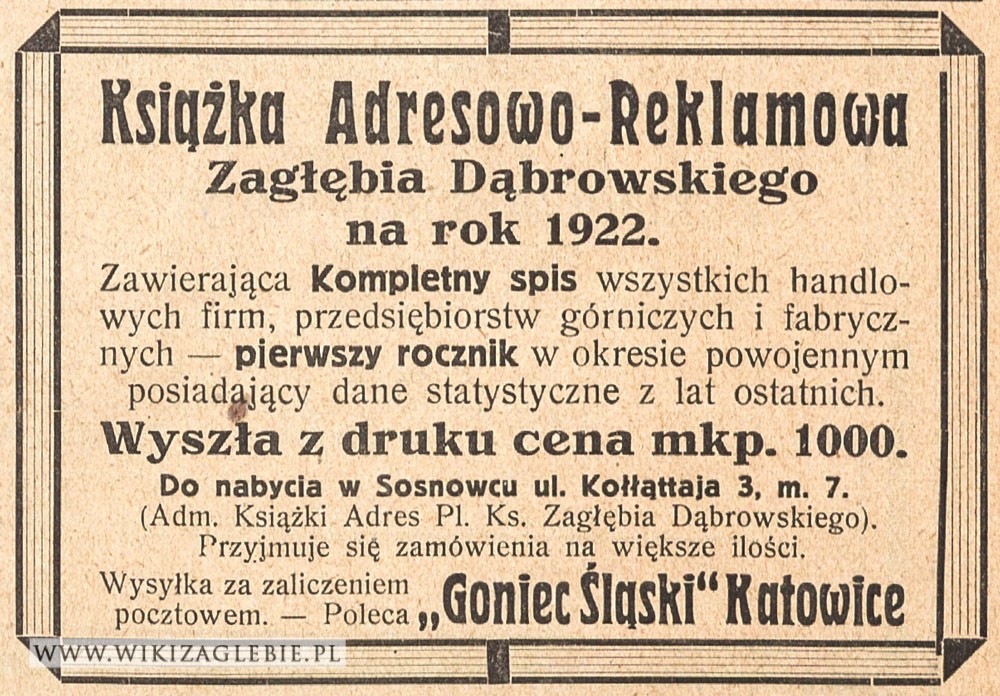 Książka Adresowo-Reklamowa
Zagłębia Dąbrowskiego
na rok 1922.
Zawierająca Kompletny spis wszystkich handlo-
wych firm, przedsiębiorstw górniczych i fabrycz-
nych — pierwszy rocznik w okresie powojennym
posiadający dane statystyczne z lat ostatnich.
Wyszła z druku cena mkp. 1000.
Do nabycia w Sosnowcu ul. Kołłąttaja 3, m. 7.
(Adm. Książki Adres Pl. Ks. Zagłębia Dąbrowskiego).
Przyjmuje się zamówienia na większe ilości.
Wysyłka za zaliczeniem
pocztowem. — Poleca „Goniec Śląski“ Katowice
WWW.WIKIZAGLEBIE.PL